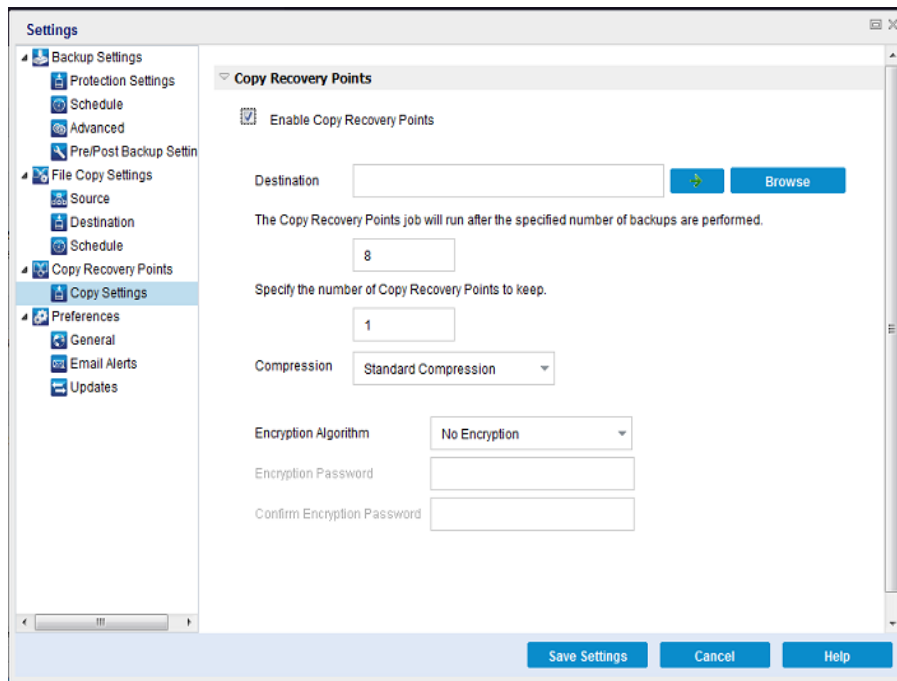 Settings
Backup Settings
Protection Settings
Schedule
Advanced
Pre/Post Backup Settin
File Copy Settings
Source
Destination
Schedule
Copy Recovery Points
Copy Settings
Preferences
General
Email Alerts
Updates
Copy Recovery Points
Enable Copy Recovery Points
Destination
Browse
The Copy Recovery Points job will run after the specified number of backups are performed.
8
Specify the number of Copy Recovery Points to keep.
1
Compression Standard Compression
Encryption Algorithm No Encryption
Encryption Password
Confirm Encryption Password
Save Settings Cancel Help